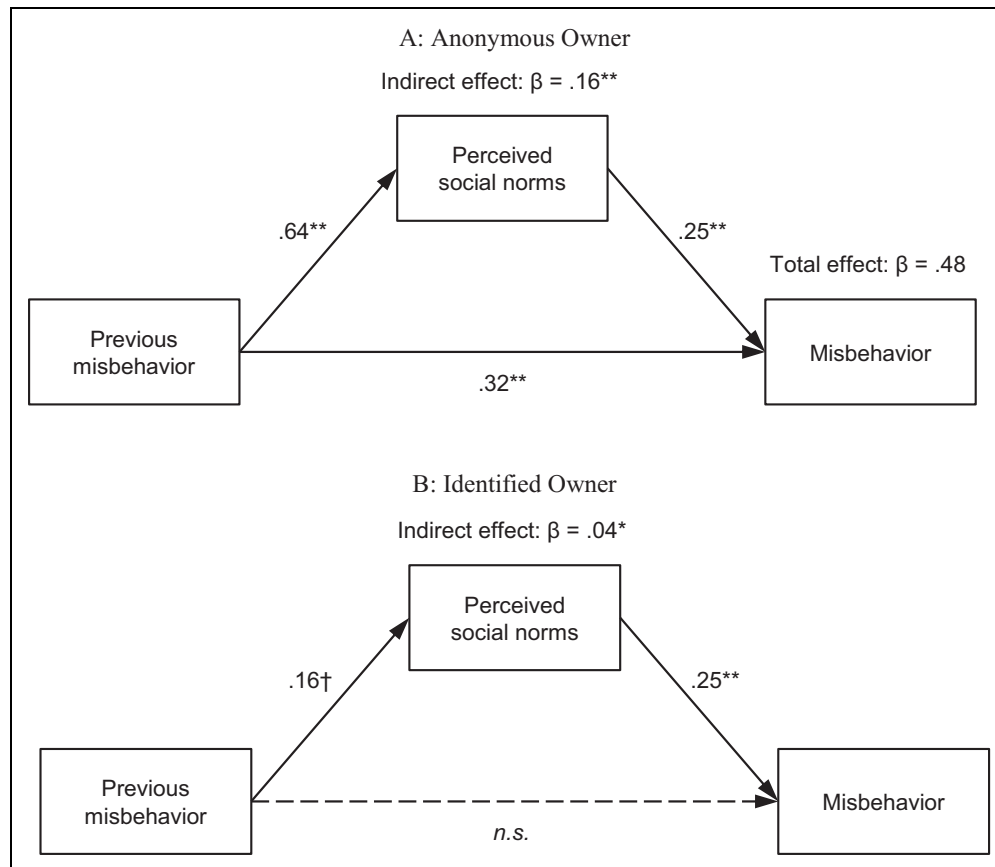 A: Anonymous Owner
Indirect effect: β = .16**
Perceived
social norms
.64**
.25**
Total effect: β = .48
Previous
misbehavior
Misbehavior
.32**
B: Identified Owner
Indirect effect: β = .04*
Perceived
social norms
.16†
.25**
Previous
misbehavior
Misbehavior
n.s.